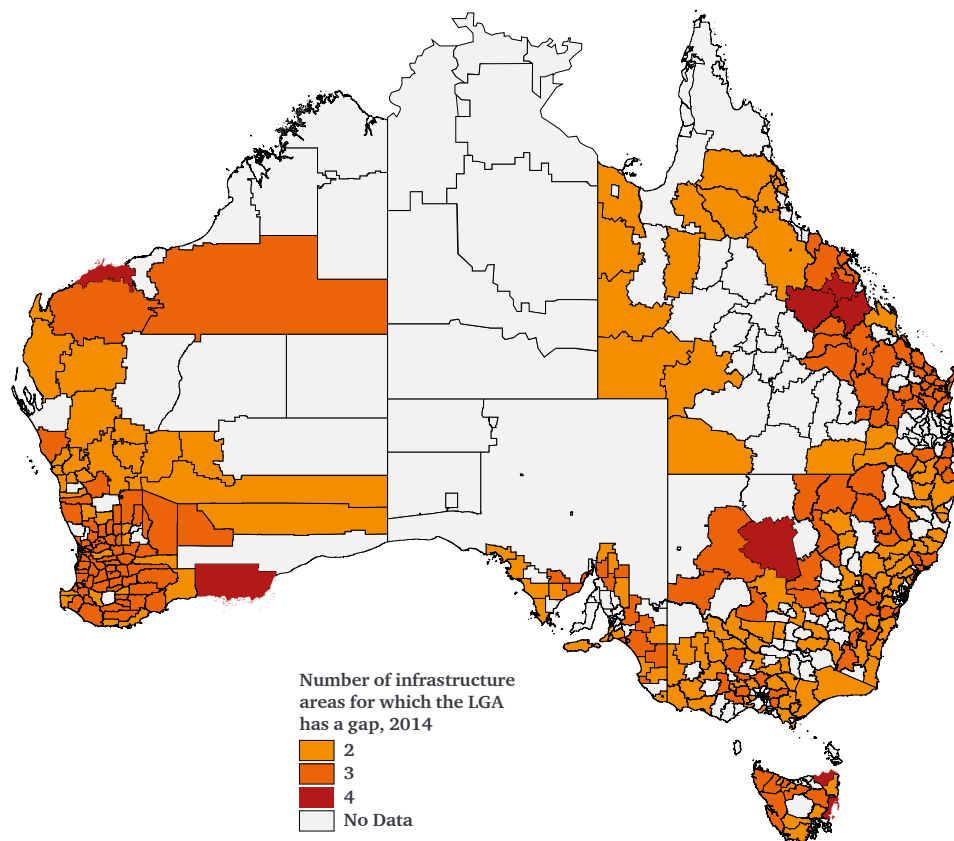 Number of infrastructure
areas for which the LGA
has a gap, 2014
2
3
4
No Data